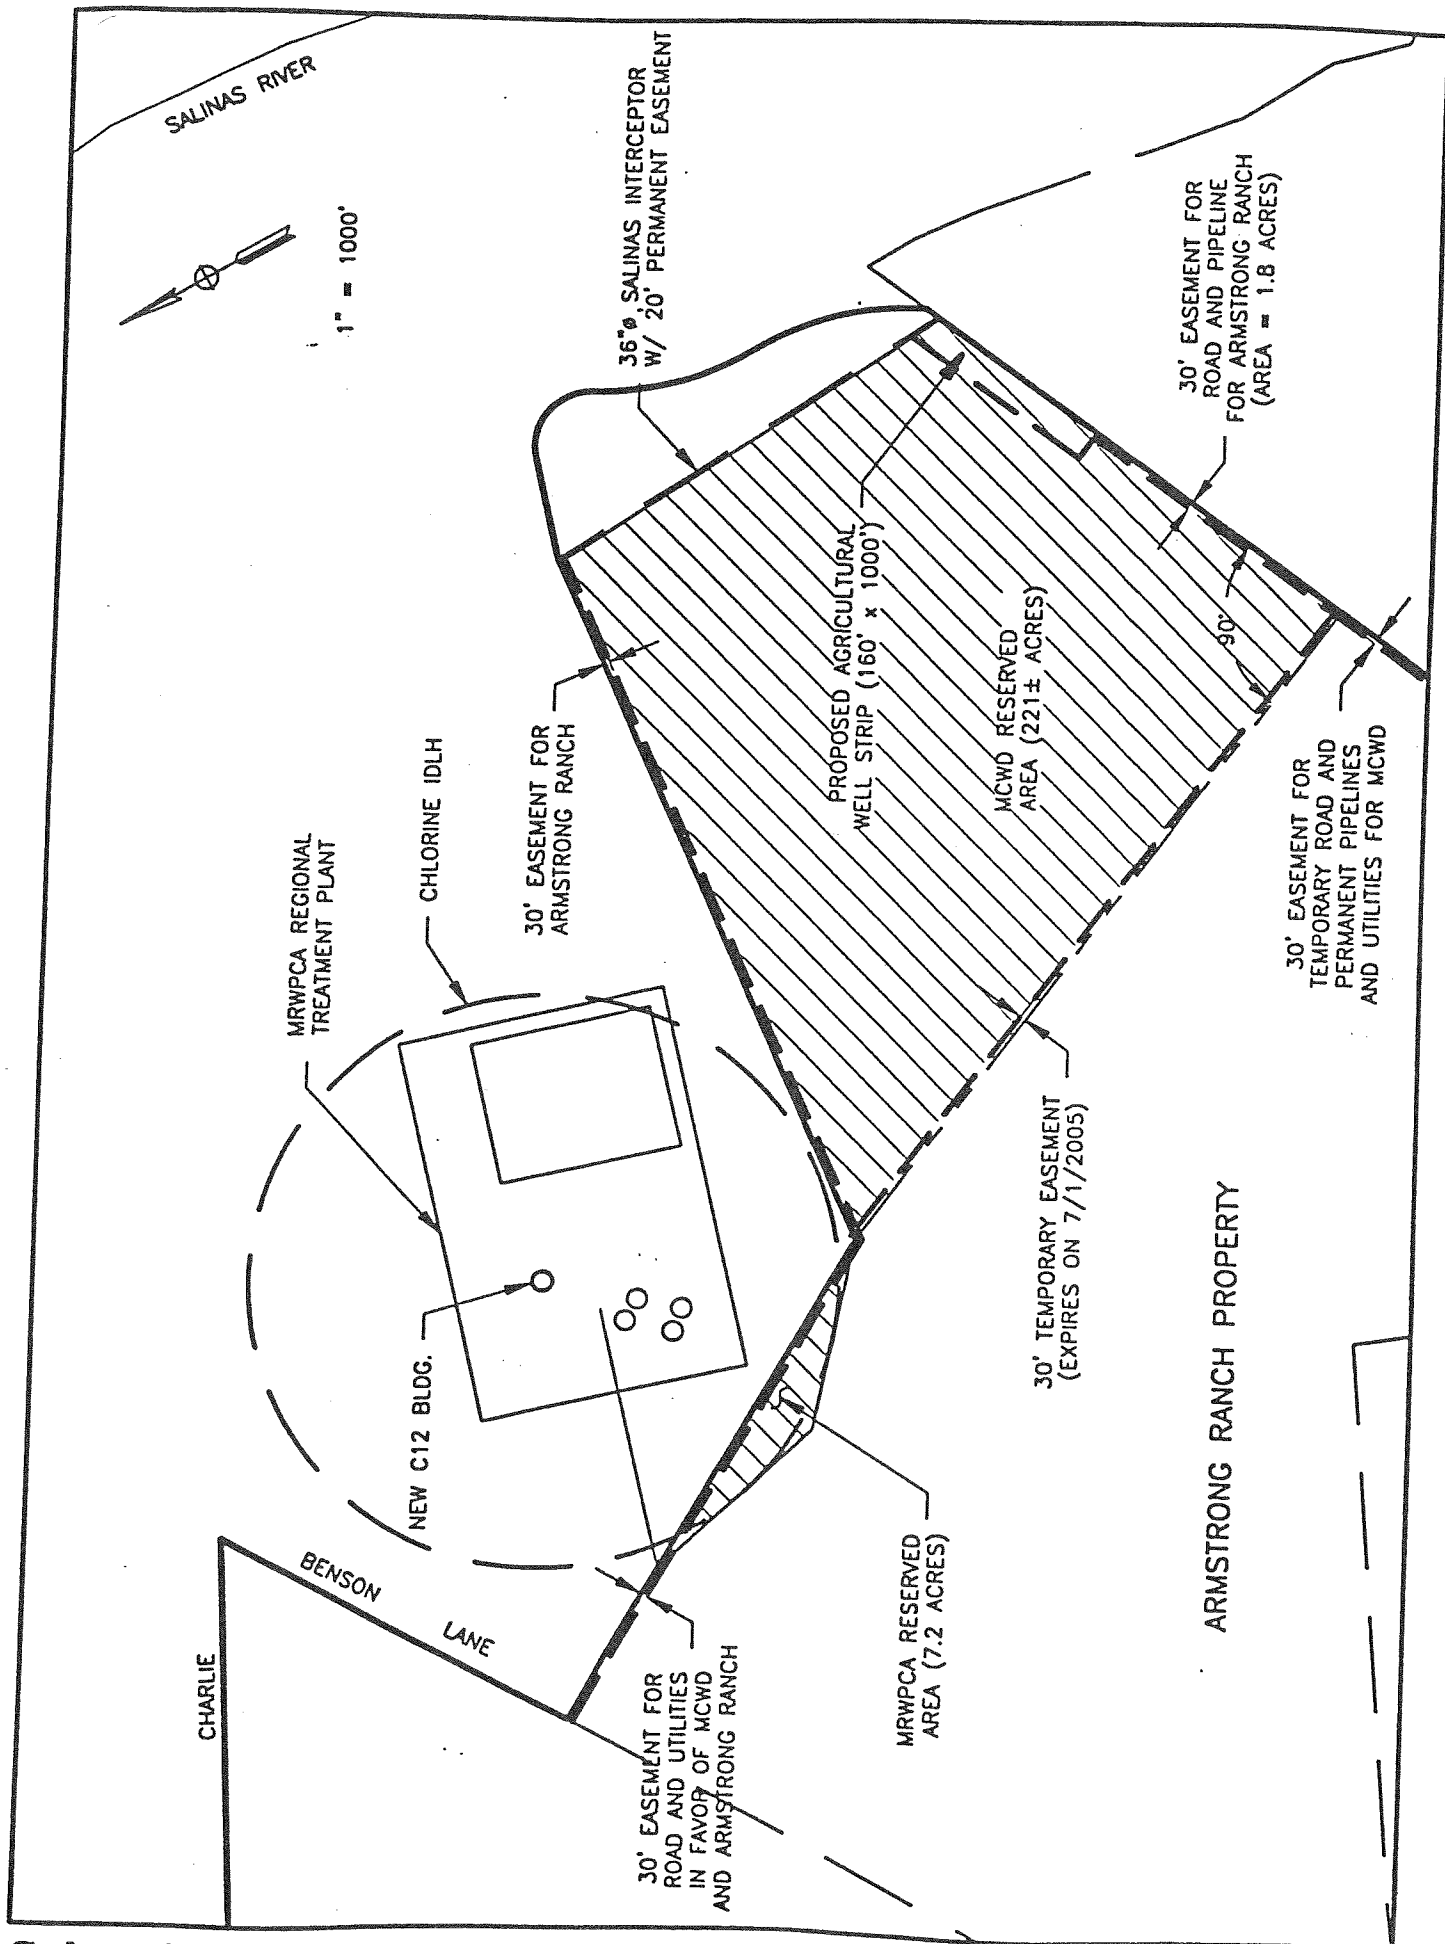 SALINAS RIVER
1" = 1000'
36"ø SALINAS INTERCEPTOR
W/ 20' PERMANENT EASEMENT
30' EASEMENT FOR
ROAD AND PIPELINE
FOR ARMSTRONG RANCH
(AREA = 1.8 ACRES)
MRWPCA REGIONAL
TREATMENT PLANT
CHLORINE IDLH
30' EASEMENT FOR
ARMSTRONG RANCH
PROPOSED AGRICULTURAL
WELL STRIP (160' x 1000')
MCWD RESERVED
AREA (221± ACRES)
90°
30' EASEMENT FOR
TEMPORARY ROAD AND
PERMANENT PIPELINES
AND UTILITIES FOR MCWD
NEW C12 BLDG.
30' TEMPORARY EASEMENT
(EXPIRES ON 7/1/2005)
CHARLIE
BENSON
LANE
30' EASEMENT FOR
ROAD AND UTILITIES
IN FAVOR OF MCWD
AND ARMSTRONG RANCH
MRWPCA RESERVED
AREA (7.2 ACRES)
ARMSTRONG RANCH PROPERTY